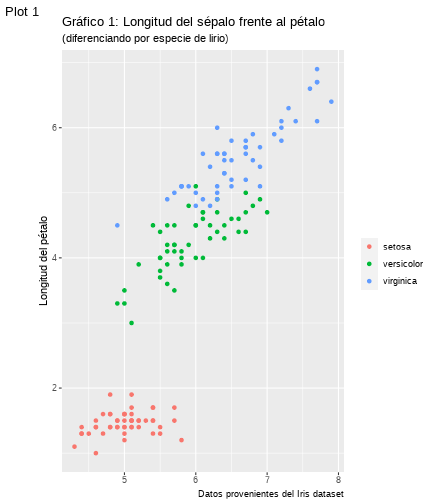 Plot 1
Gráfico 1: Longitud del sépalo frente al pétalo
(diferenciando por especie de lirio)
6
4
2
Longitud del pétalo
5 6 7 8
Datos provenientes del Iris dataset
setosa
versicolor
virginica